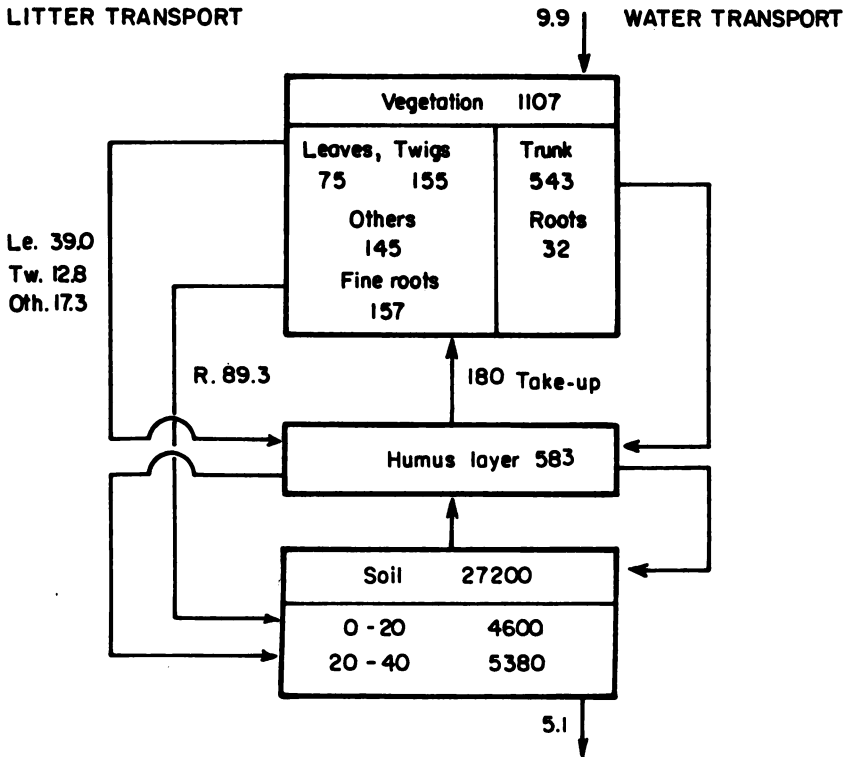 LITTER TRANSPORT 9.9 WATER TRANSPORT
Vegetation 1107
Leaves, Twigs Trunk
75 155 543
Others Roots
145 32
Fine roots
157
Le. 39.0
Tw. 12.8
Oth. 17.3
R. 89.3 180 Take-up
Humus layer 583
Soil 27200
0-20 4600
20-40 5380
5.1